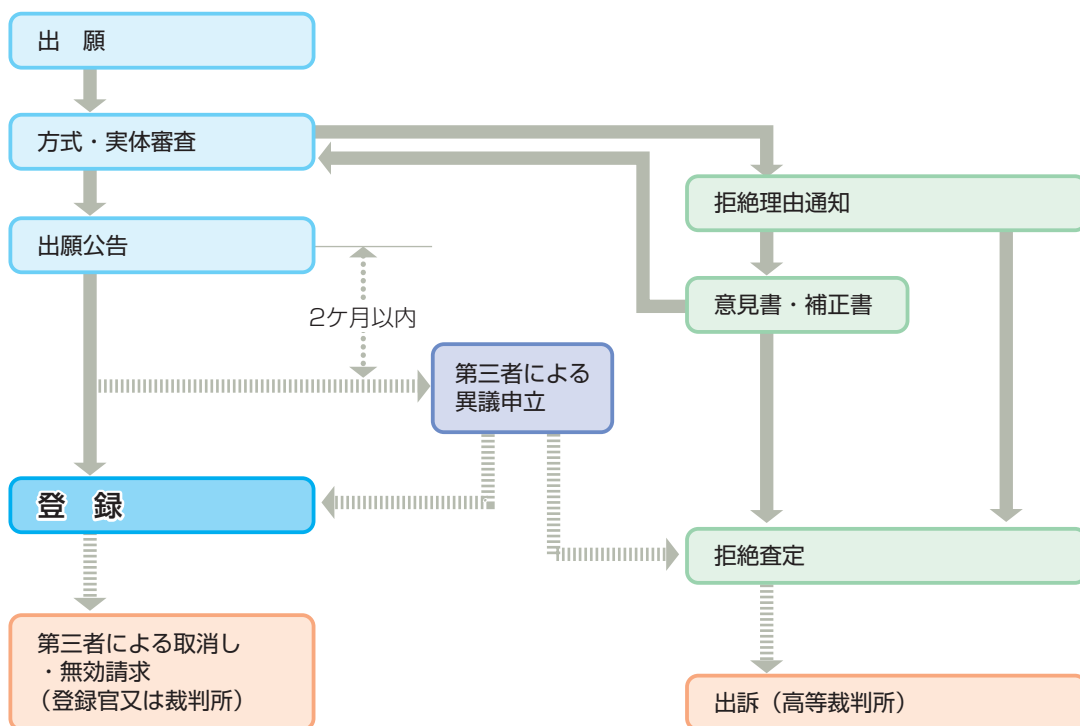 出　願
方式・実体審査
拒絶理由通知
出願公告
意見書・補正書
2ケ月以内
第三者による
異議申立
登　録
拒絶査定
第三者による取消し
・無効請求
（登録官又は裁判所）
出訴（高等裁判所）